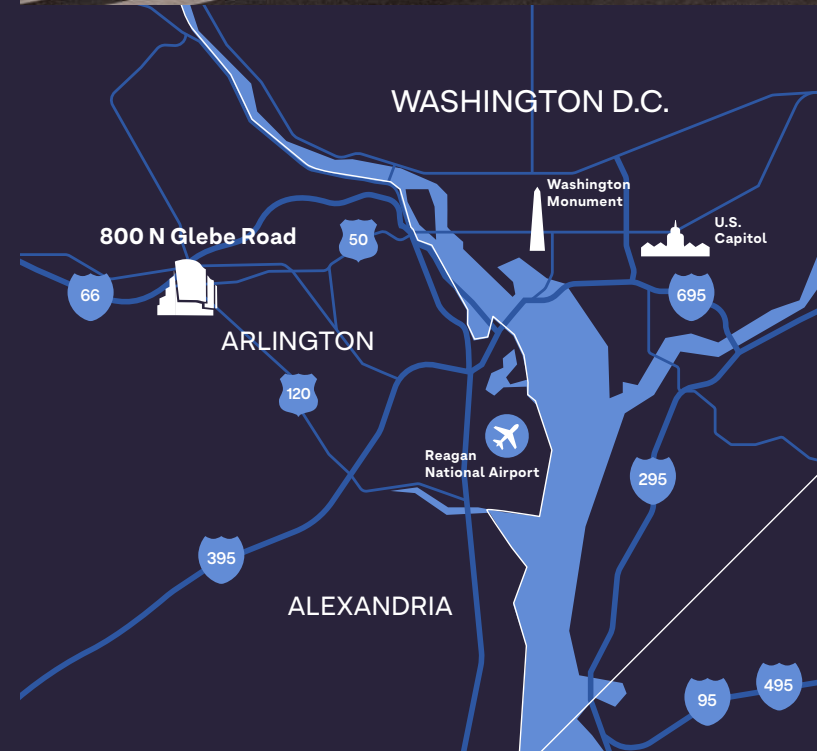 WASHINGTON D.C.
Washington
Monument
U.S.
Capitol
800 N Glebe Road
50
66
695
ARLINGTON
120
Reagan
National Airport
295
395
ALEXANDRIA
95
495